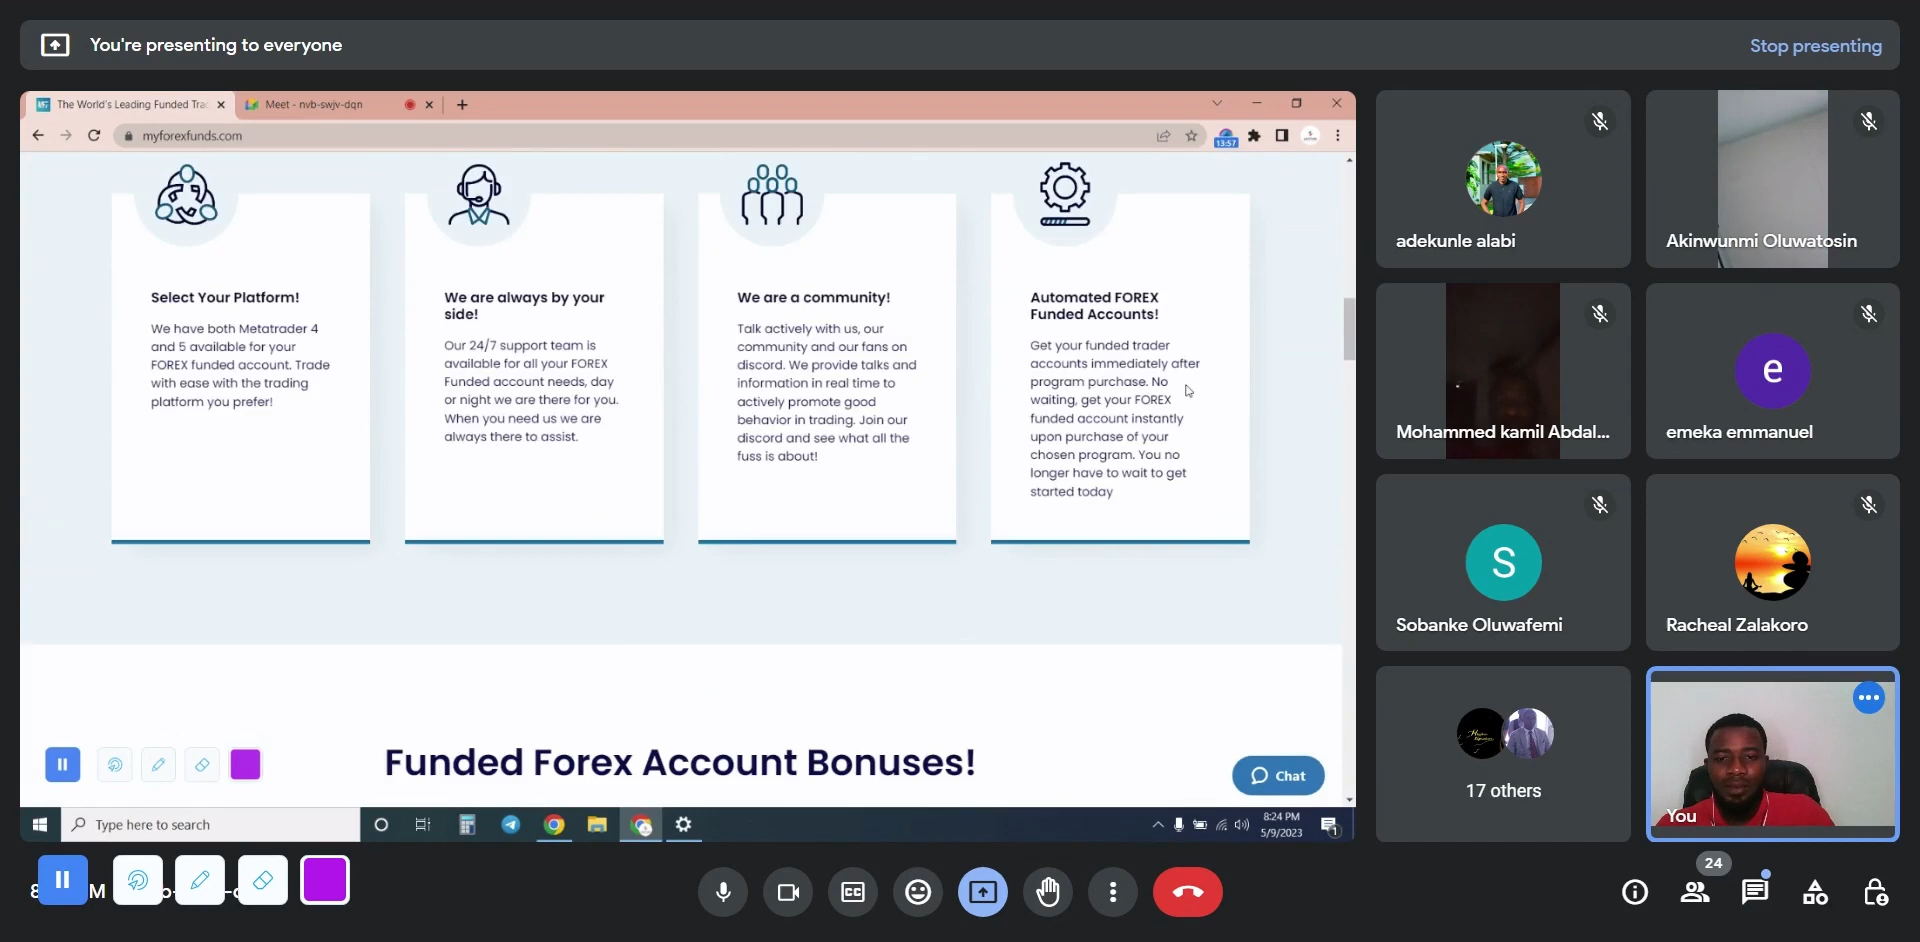 You're presenting to everyone
Stop presenting
The World's Leading Funded Tra
Meet - nvb-swjv-dqn
myforexfunds.com
13:57
Select Your Platform!
We have both Metatrader 4
and 5 available for your
FOREX funded account. Trade
with ease with the trading
platform you prefer!
We are always by your
side!
Our 24/7 support team is
available for all your FOREX
Funded account needs, day
or night we are there for you.
When you need us we are
always there to assist.
We are a community!
Talk actively with us, our
community and our fans on
discord. We provide talks and
information in real time to
actively promote good
behavior in trading. Join our
discord and see what all the
fuss is about!
Automated FOREX
Funded Accounts!
Get your funded trader
accounts immediately after
program purchase. No
waiting, get your FOREX
funded account instantly
upon purchase of your
chosen program. You no
longer have to wait to get
started today
Funded Forex Account Bonuses!
Chat
Type here to search
8:24 PM
5/9/2023
1
adekunle alabi
Akinwunmi Oluwatosin
Mohammed kamil Abdal...
e
emeka emmanuel
S
Sobanke Oluwafemi
Racheal Zalakoro
17 others
You
8
M
CC
24